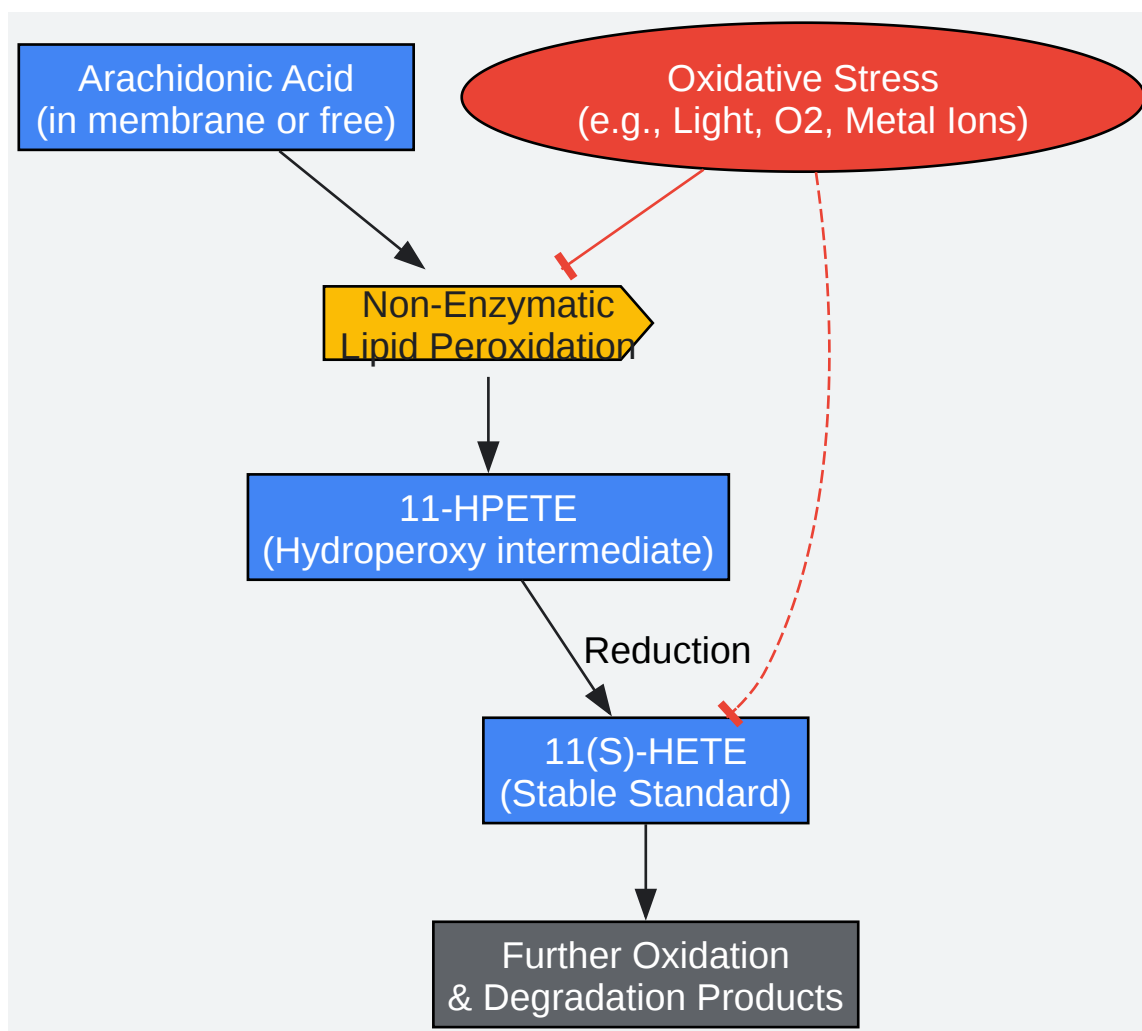 Arachidonic Acid
(in membrane or free)
Oxidative Stress
(e.g., Light, O2, Metal Ions)
Non-Enzymatic
Lipid Peroxidation
11-HPETE
(Hydroperoxy intermediate)
Reduction
11(S)-HETE
(Stable Standard)
Further Oxidation
& Degradation Products